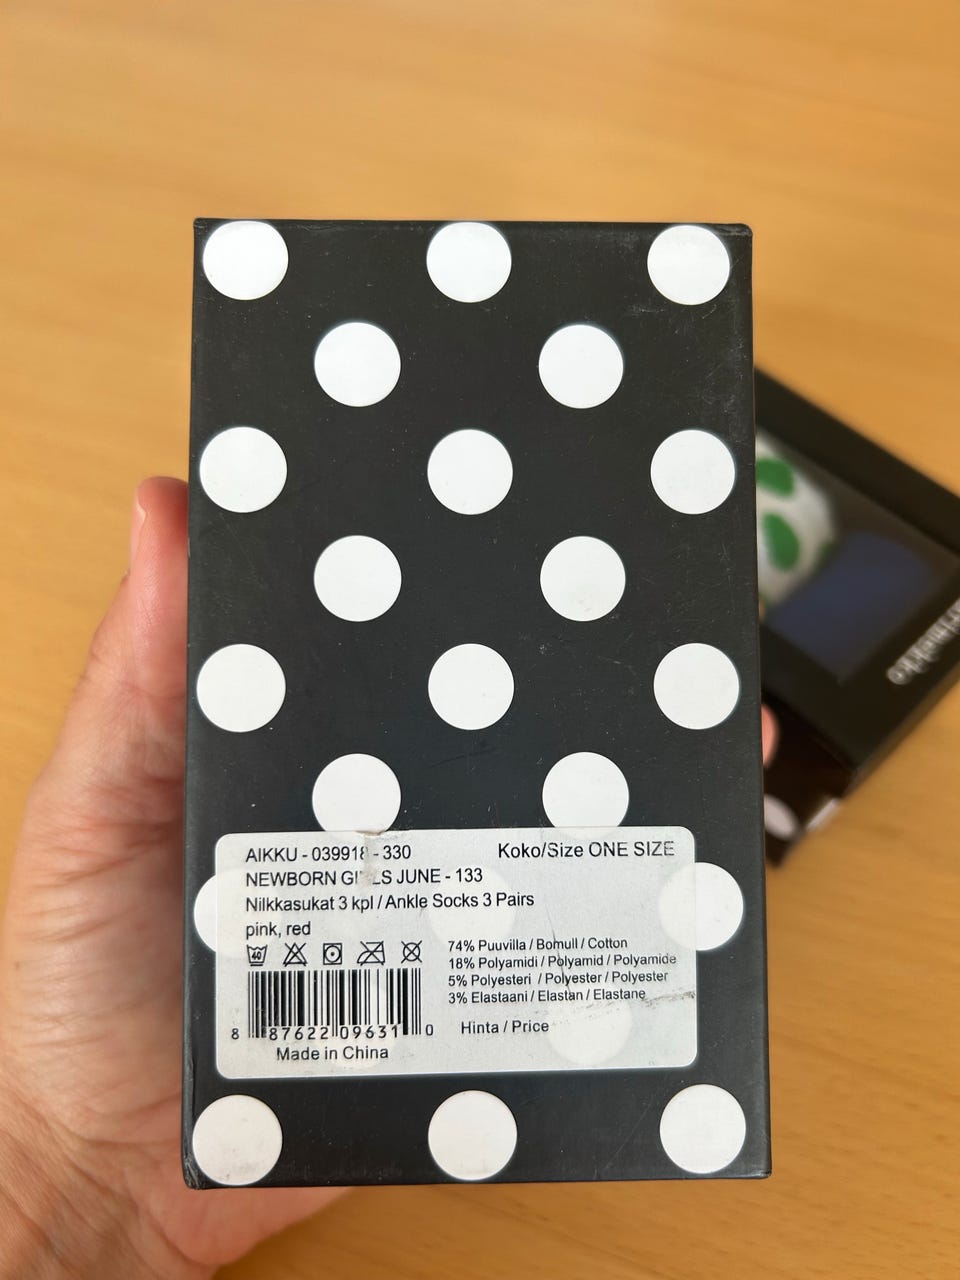 AIKKU - 039918 - 330
Koko/Size ONE SIZE
NEWBORN GIRLS JUNE - 133
Nilkkasukat 3 kpl / Ankle Socks 3 Pairs
pink, red
40
74% Puuvilla / Bomull / Cotton
18% Polyamidi / Polyamid / Polyamide
5% Polyesteri / Polyester / Polyester
3% Elastaani / Elastan / Elastane
8 87622 09631 0
Hinta / Price
Made in China